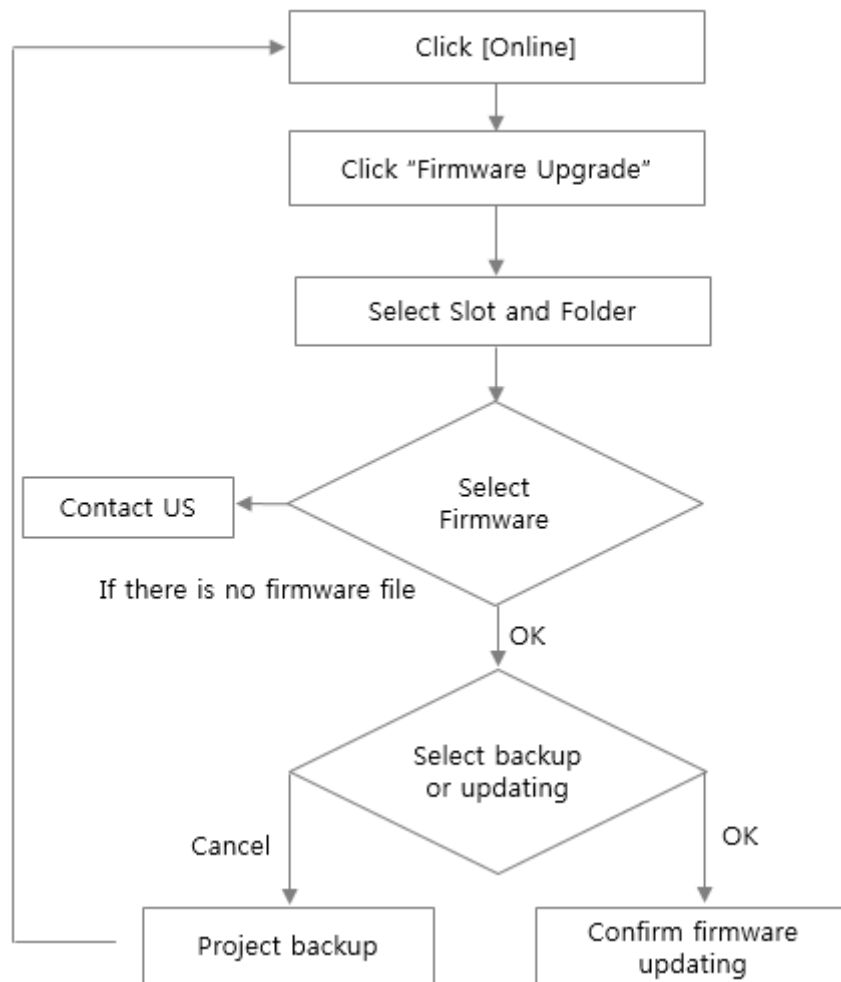 Click [Online]
Click "Firmware Upgrade"
Select Slot and Folder
Select
Firmware
Contact US
If there is no firmware file
OK
Select backup
or updating
Cancel
OK
Project backup
Confirm firmware
updating